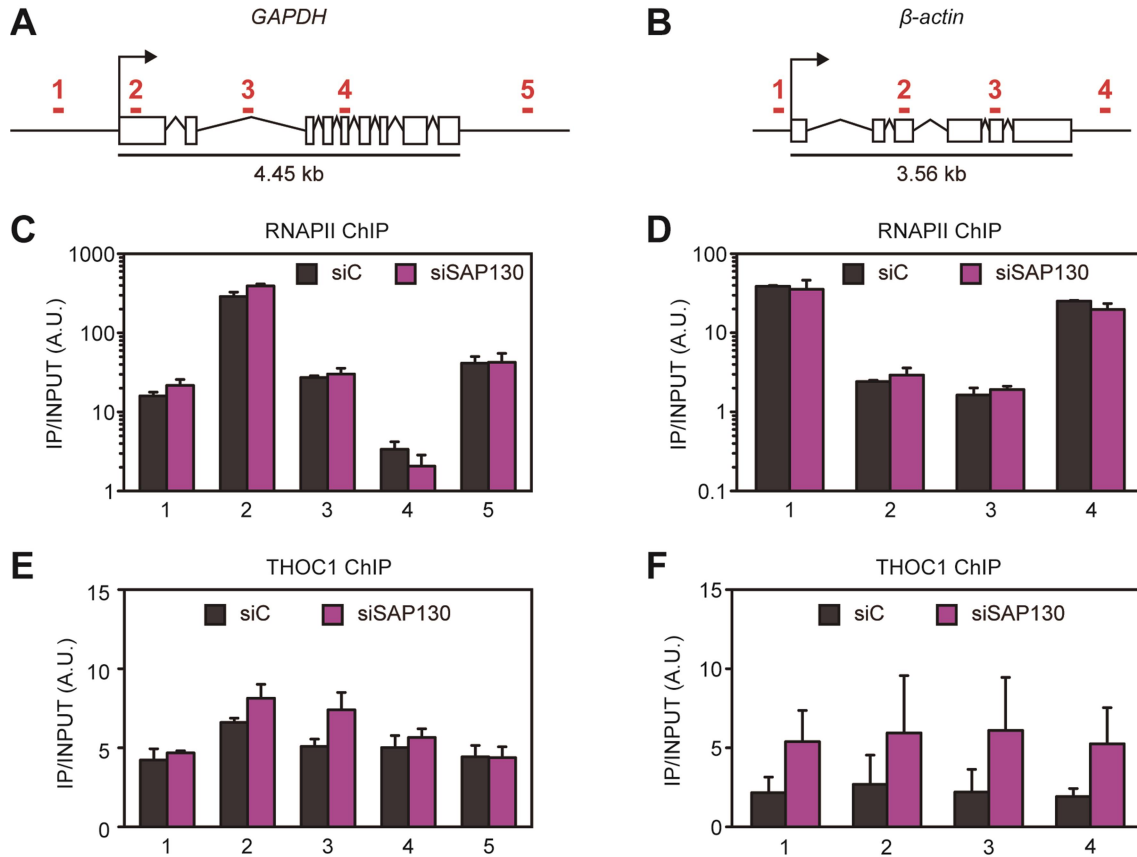 A
GAPDH
1 2 3 4 5
4.45 kb
B
β-actin
1 2 3 4
3.56 kb
C
RNAPII ChIP
siC siSAP130
IP/INPUT (A.U.)
1000
100
10
1
1 2 3 4 5
D
RNAPII ChIP
siC siSAP130
IP/INPUT (A.U.)
100
10
1
0.1
1 2 3 4
E
THOC1 ChIP
siC siSAP130
IP/INPUT (A.U.)
15
10
5
0
1 2 3 4 5
F
THOC1 ChIP
siC siSAP130
IP/INPUT (A.U.)
15
10
5
0
1 2 3 4